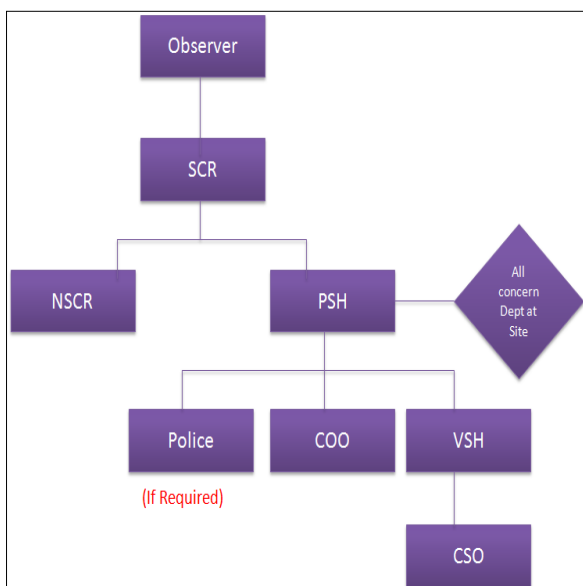 Observer
SCR
NSCR
PSH
All
concern
Dept at
Site
Police
COO
VSH
(If Required)
CSO